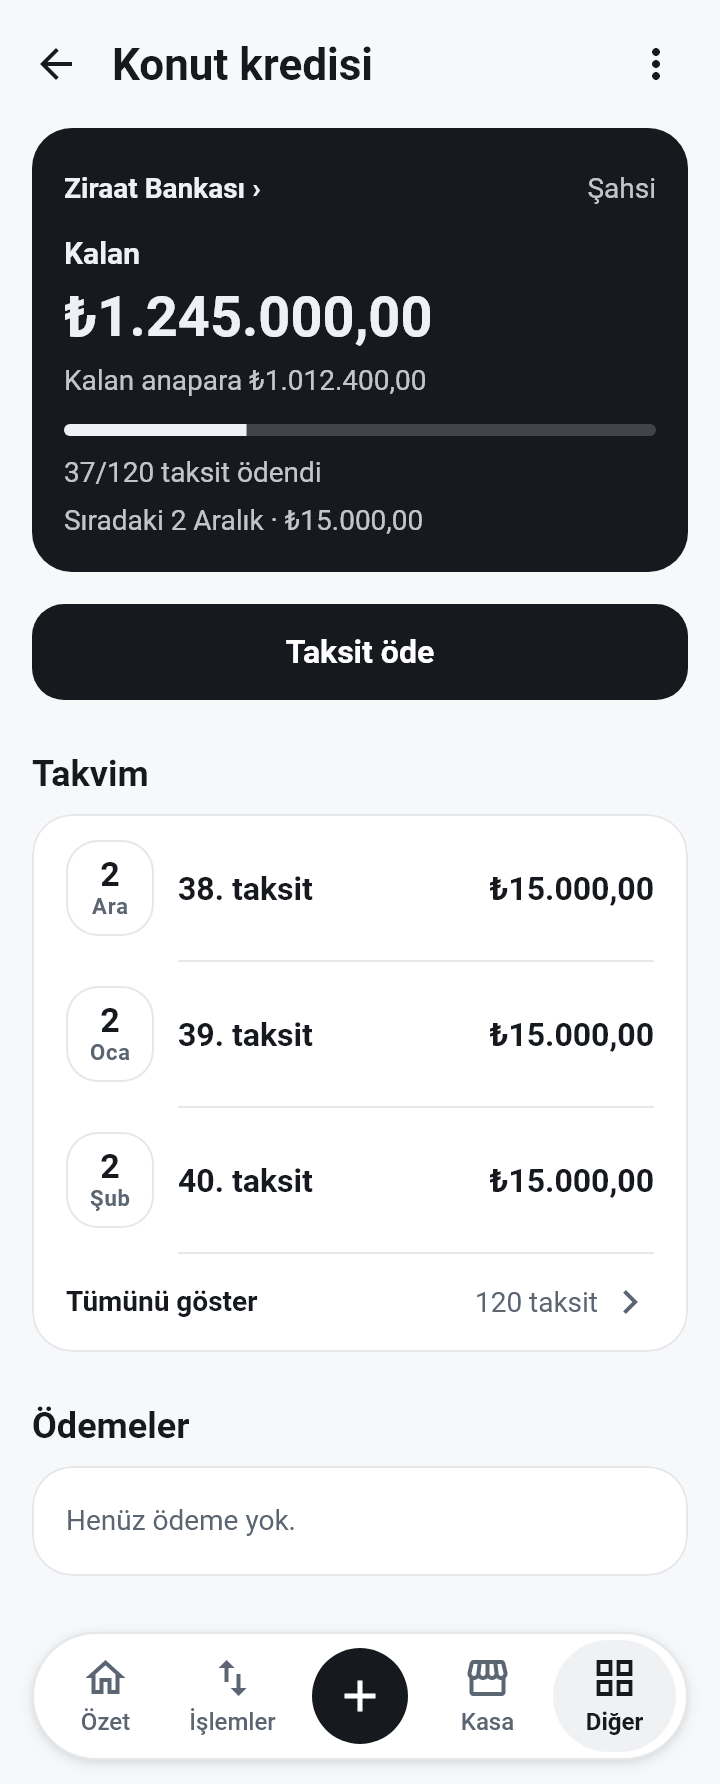 Konut kredisi
Ziraat Bankası ›
Şahsi
Kalan
₺1.245.000,00
Kalan anapara ₺1.012.400,00
37/120 taksit ödendi
Sıradaki 2 Aralık · ₺15.000,00
Taksit öde
Takvim
2
Ara
38. taksit
₺15.000,00
2
Oca
39. taksit
₺15.000,00
2
Şub
40. taksit
₺15.000,00
Tümünü göster
120 taksit
Ödemeler
Henüz ödeme yok.
Özet
İşlemler
Kasa
Diğer